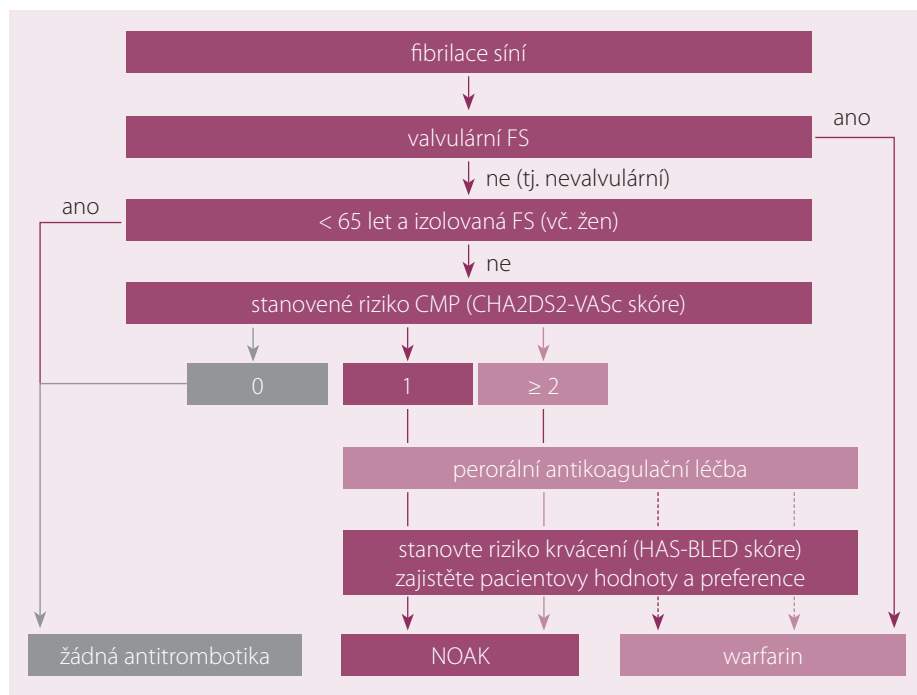 fibrilace síní
valvulární FS
ano
ne (tj. nevalvulární)
ano
< 65 let a izolovaná FS (vč. žen)
ne
stanovené riziko CMP (CHA2DS2-VASc skóre)
0
1
≥ 2
perorální antikoagulační léčba
stanovte riziko krvácení (HAS-BLED skóre)
zajistěte pacientovy hodnoty a preference
žádná antitrombotika
NOAK
warfarin